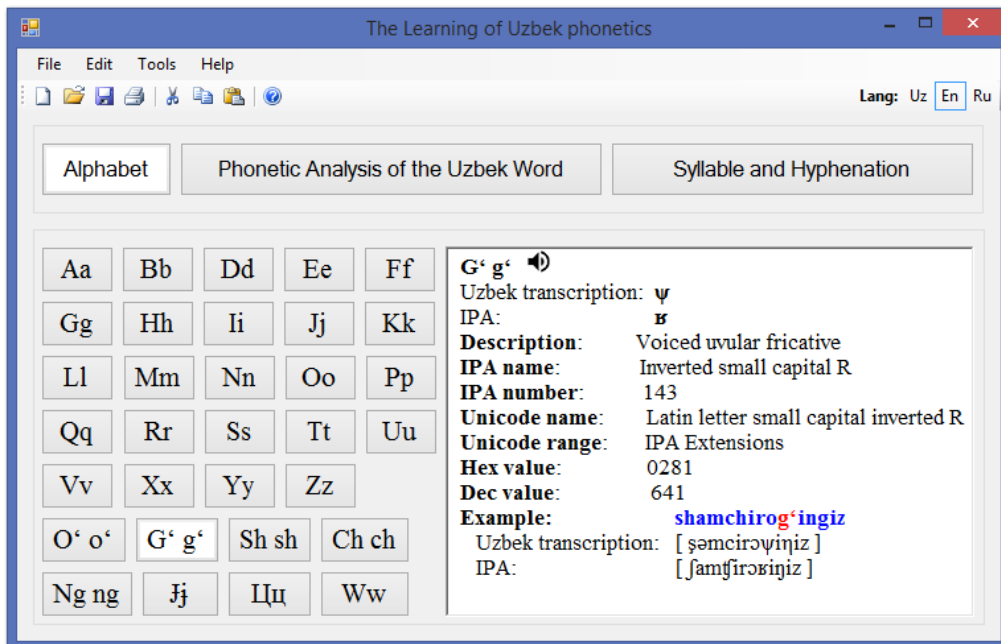 The Learning of Uzbek phonetics
File Edit Tools Help
Lang: Uz En Ru
Alphabet Phonetic Analysis of the Uzbek Word Syllable and Hyphenation
Aa Bb Dd Ee Ff
Gg Hh Ii Jj Kk
Ll Mm Nn Oo Pp
Qq Rr Ss Tt Uu
Vv Xx Yy Zz
O‘ o‘ G‘ g‘ Sh sh Ch ch
Ng ng Ɉɉ Цц Ww
G‘ g‘
Uzbek transcription: ψ
IPA: ʁ
Description: Voiced uvular fricative
IPA name: Inverted small capital R
IPA number: 143
Unicode name: Latin letter small capital inverted R
Unicode range: IPA Extensions
Hex value: 0281
Dec value: 641
Example: shamchirog‘ingiz
Uzbek transcription: [ şəmcirɔψiŋiz ]
IPA: [ ʃamʧirɔʁiŋiz ]